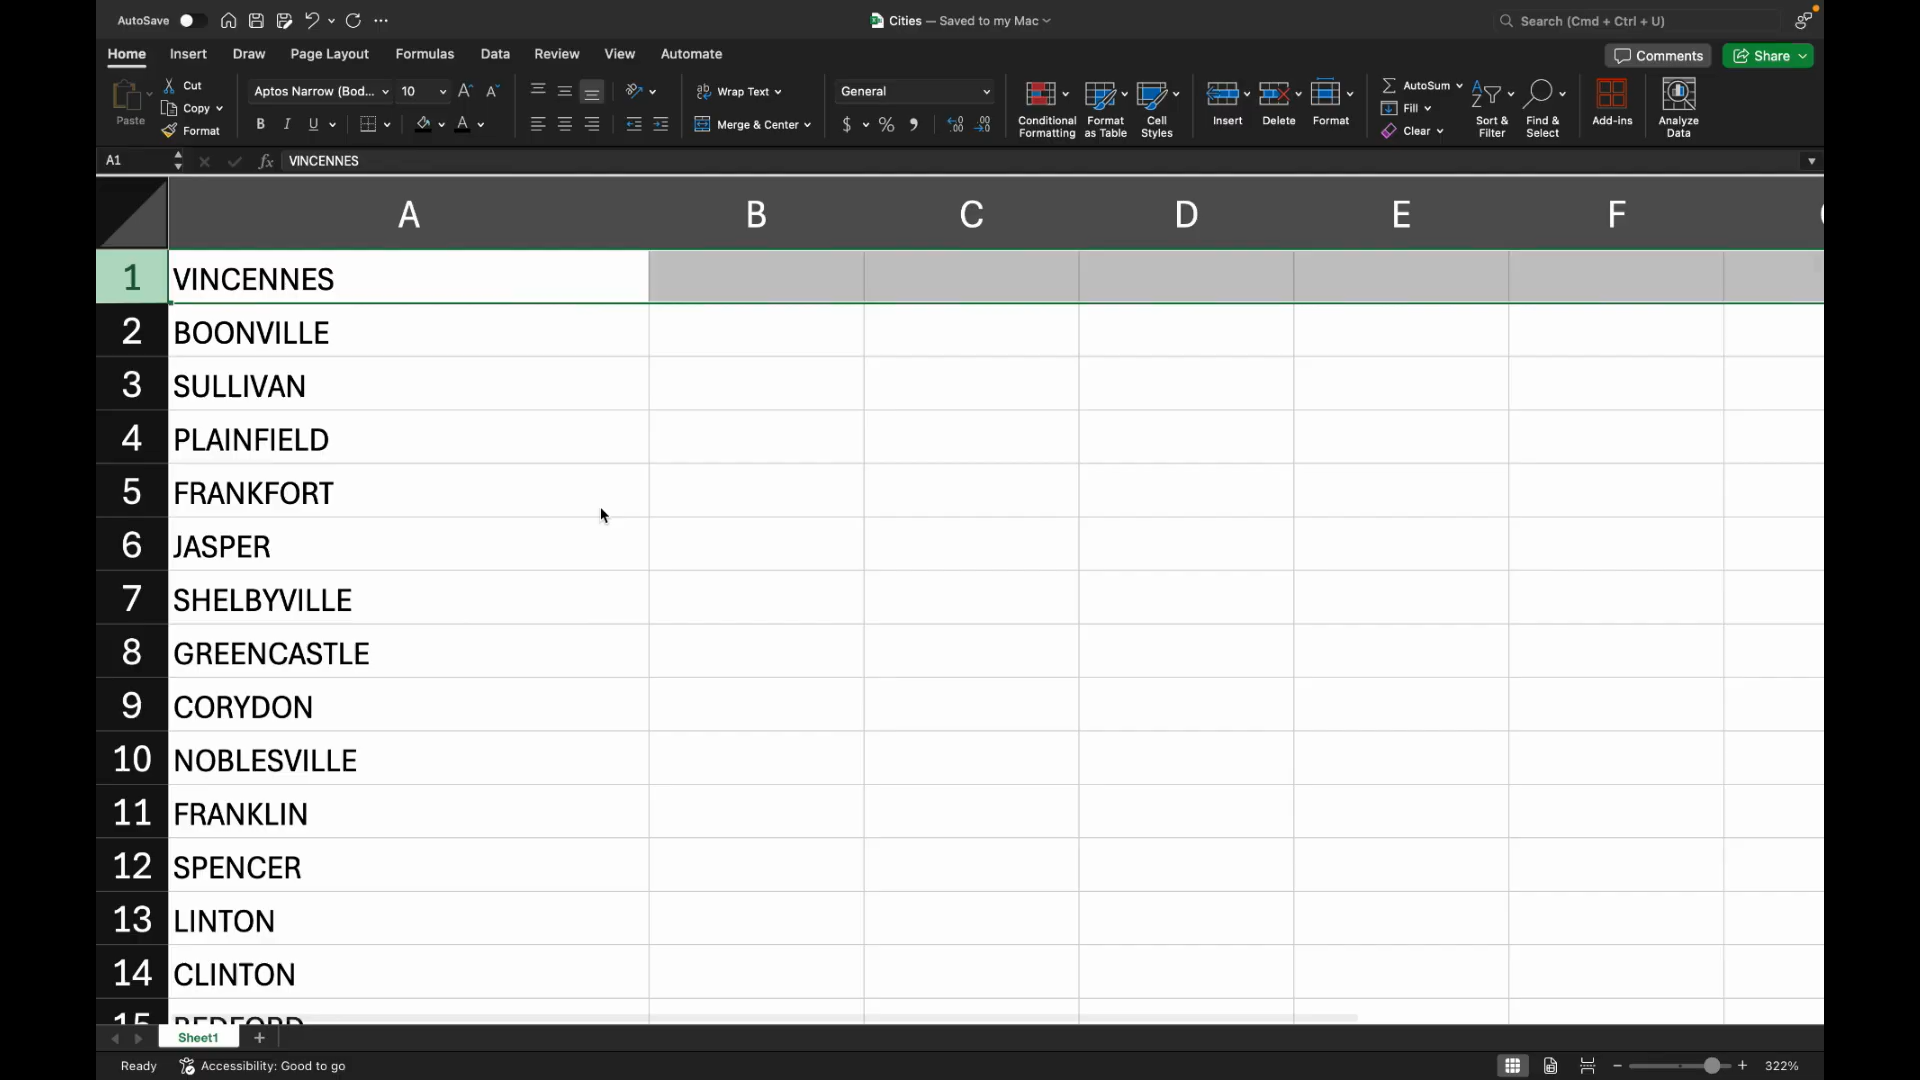 AutoSave
Cities — Saved to my Mac
Search (Cmd + Ctrl + U)
Home Insert Draw Page Layout Formulas Data Review View Automate
Comments Share
Paste
Cut
Copy
Format
Aptos Narrow (Bod... 10
B I U
Wrap Text
Merge & Center
General
$ %
Conditional Formatting
Format as Table
Cell Styles
Insert
Delete
Format
AutoSum
Fill
Clear
Sort & Filter
Find & Select
Add-ins
Analyze Data
A1 fx VINCENNES
A B C D E F
1 VINCENNES
2 BOONVILLE
3 SULLIVAN
4 PLAINFIELD
5 FRANKFORT
6 JASPER
7 SHELBYVILLE
8 GREENCASTLE
9 CORYDON
10 NOBLESVILLE
11 FRANKLIN
12 SPENCER
13 LINTON
14 CLINTON
15 BEDFORD
Sheet1
Ready Accessibility: Good to go
322%